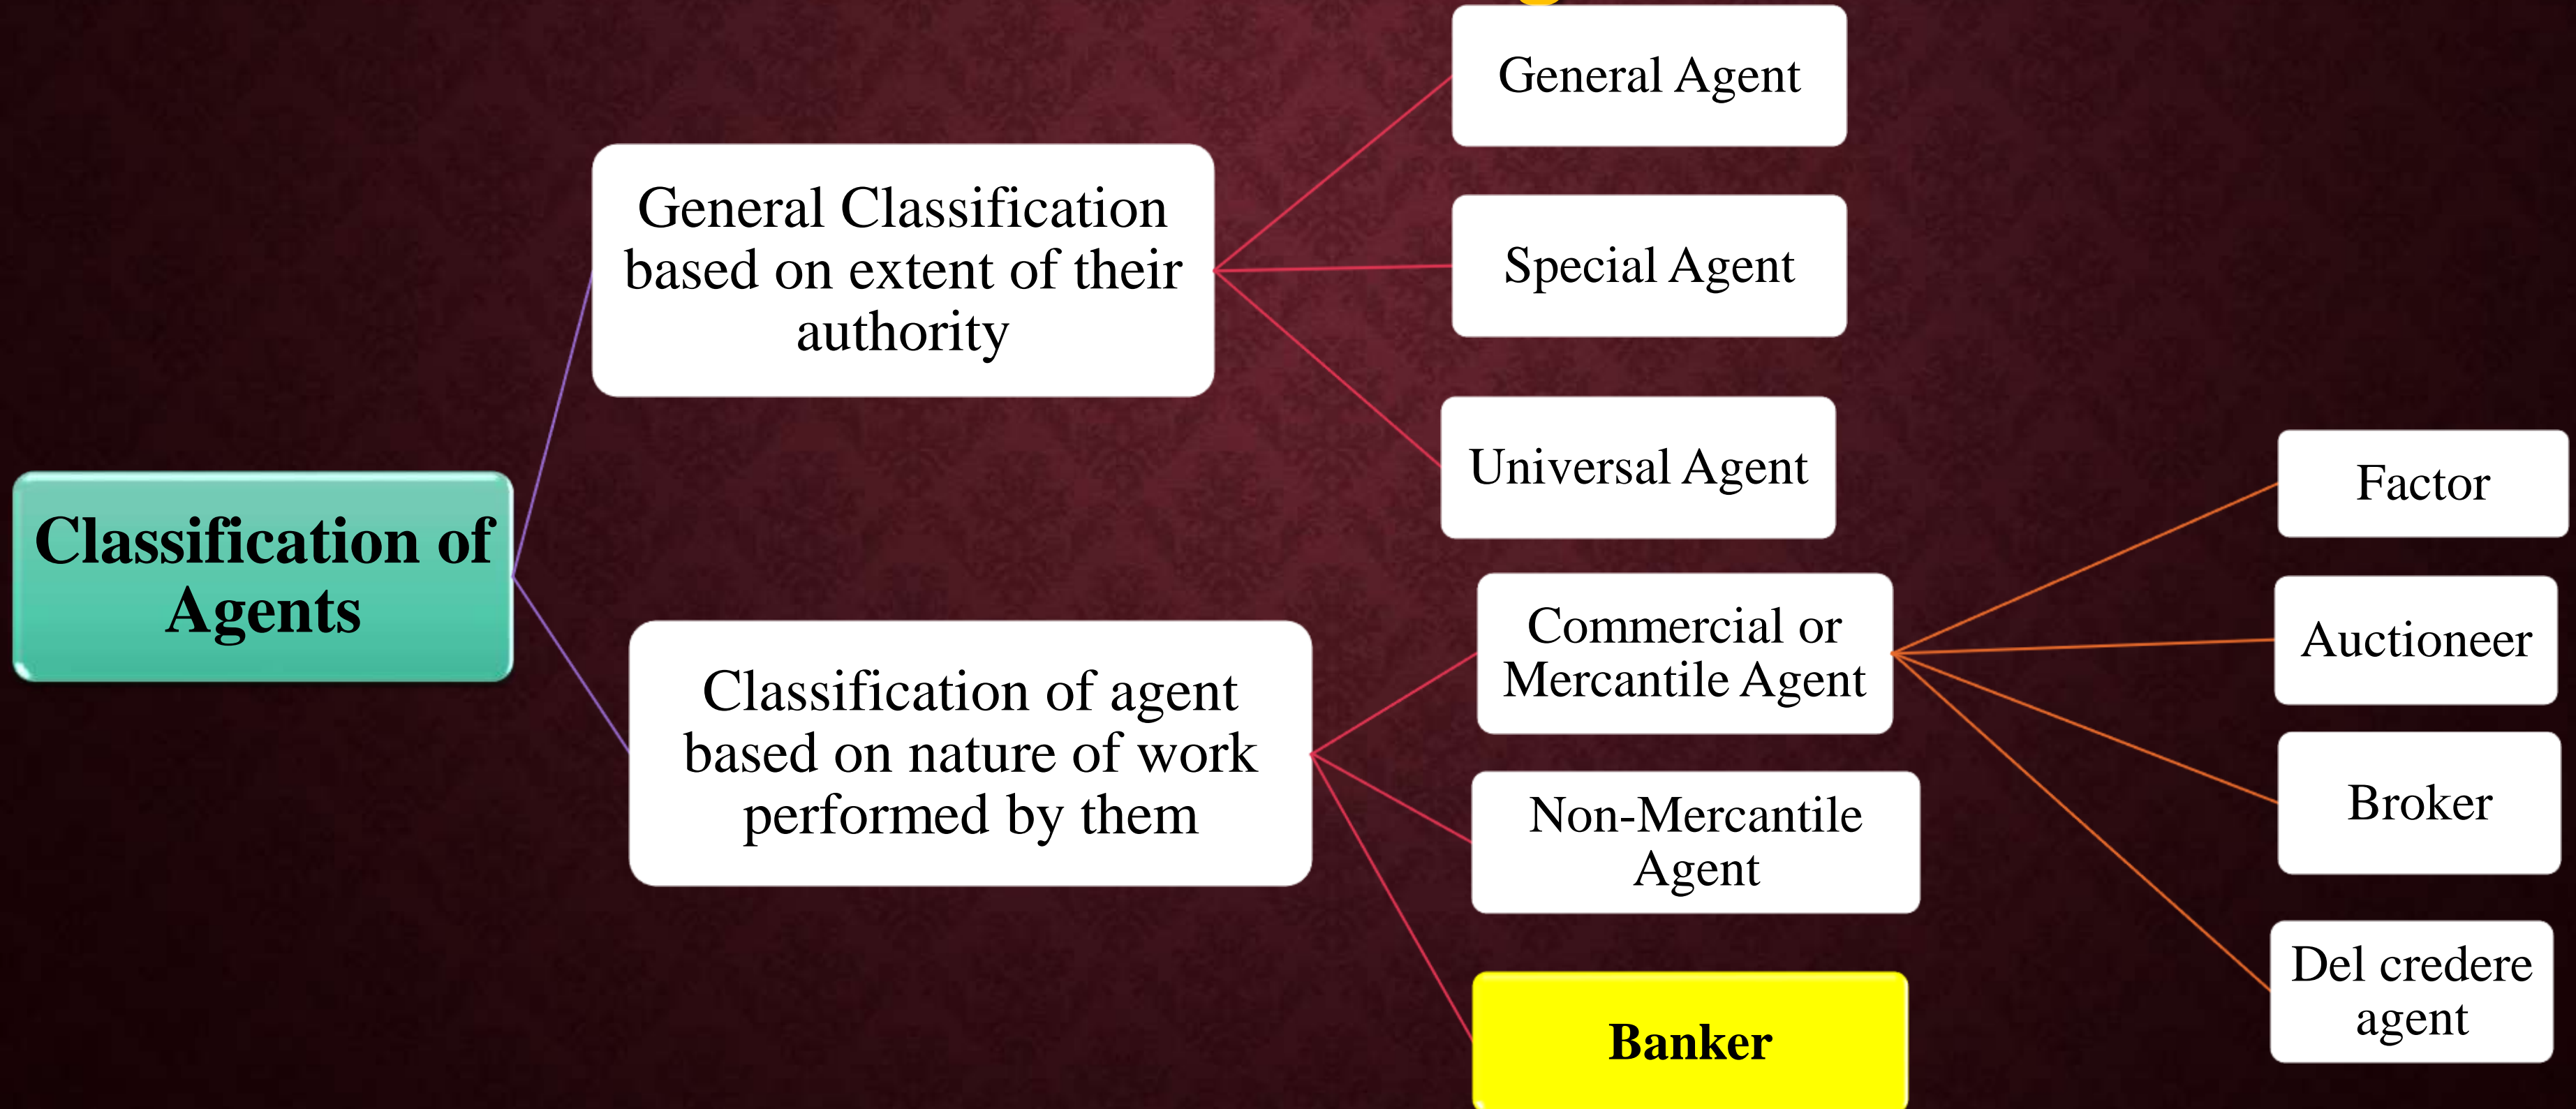 Classification of
Agents
General Classification
based on extent of their
authority
General Agent
Special Agent
Universal Agent
Classification of agent
based on nature of work
performed by them
Commercial or
Mercantile Agent
Factor
Auctioneer
Broker
Del credere
agent
Non-Mercantile
Agent
Banker